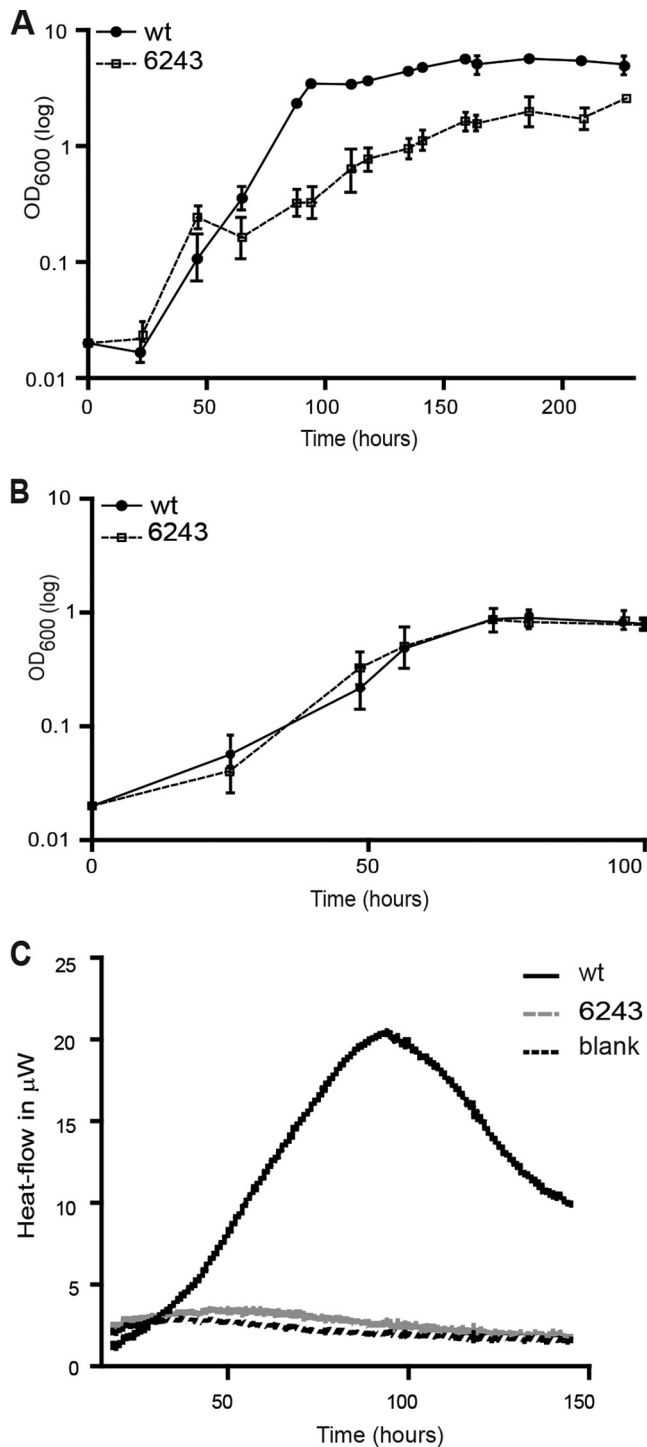 A
wt
6243
10
1
0.1
0.01
OD600 (log)
0 50 100 150 200
Time (hours)
B
wt
6243
10
1
0.1
0.01
OD600 (log)
0 50 100
Time (hours)
C
wt
6243
blank
25
20
15
10
5
0
Heat-flow in µW
50 100 150
Time (hours)